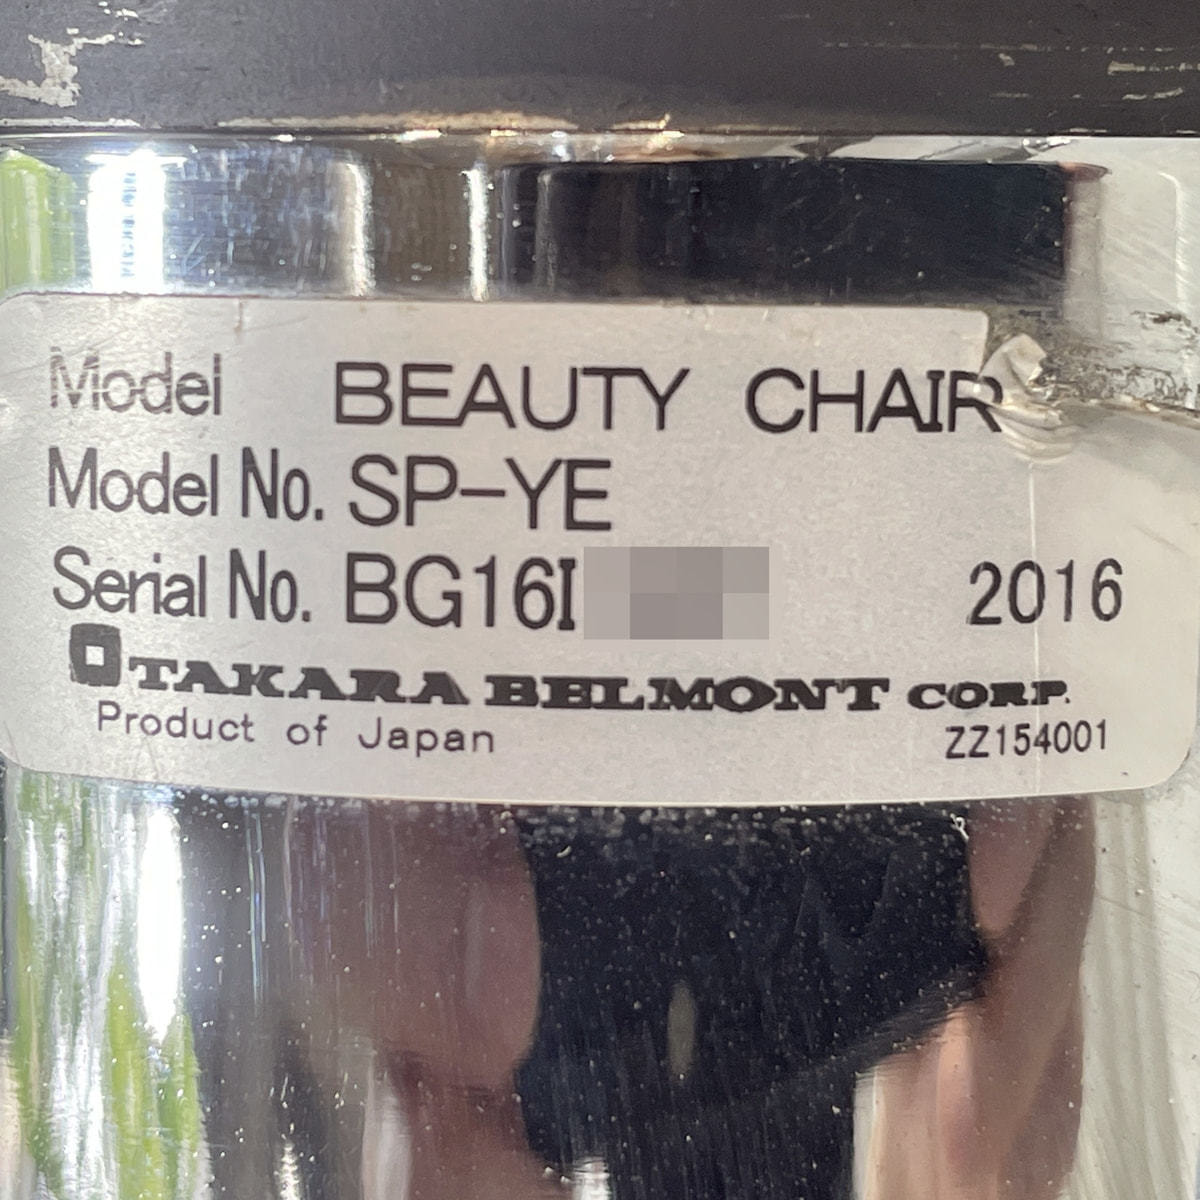 Model BEAUTY CHAIR
Model No. SP-YE
Serial No. BG16I 2016
TAKARA BELMONT CORP.
Product of Japan ZZ154001